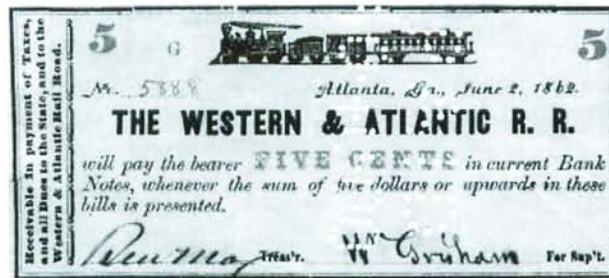 Receivable in payment of Taxes,
and all Dues to the State, and to the
Western & Atlantic Rail Road.
5 G 5
No. 5888 Atlanta, Ga., June 2, 1862.
THE WESTERN & ATLANTIC R. R.
will pay the bearer FIVE CENTS in current Bank
Notes, whenever the sum of five dollars or upwards in these
bills is presented.
Ben May Treas'r. Wm Grisham For Sup't.